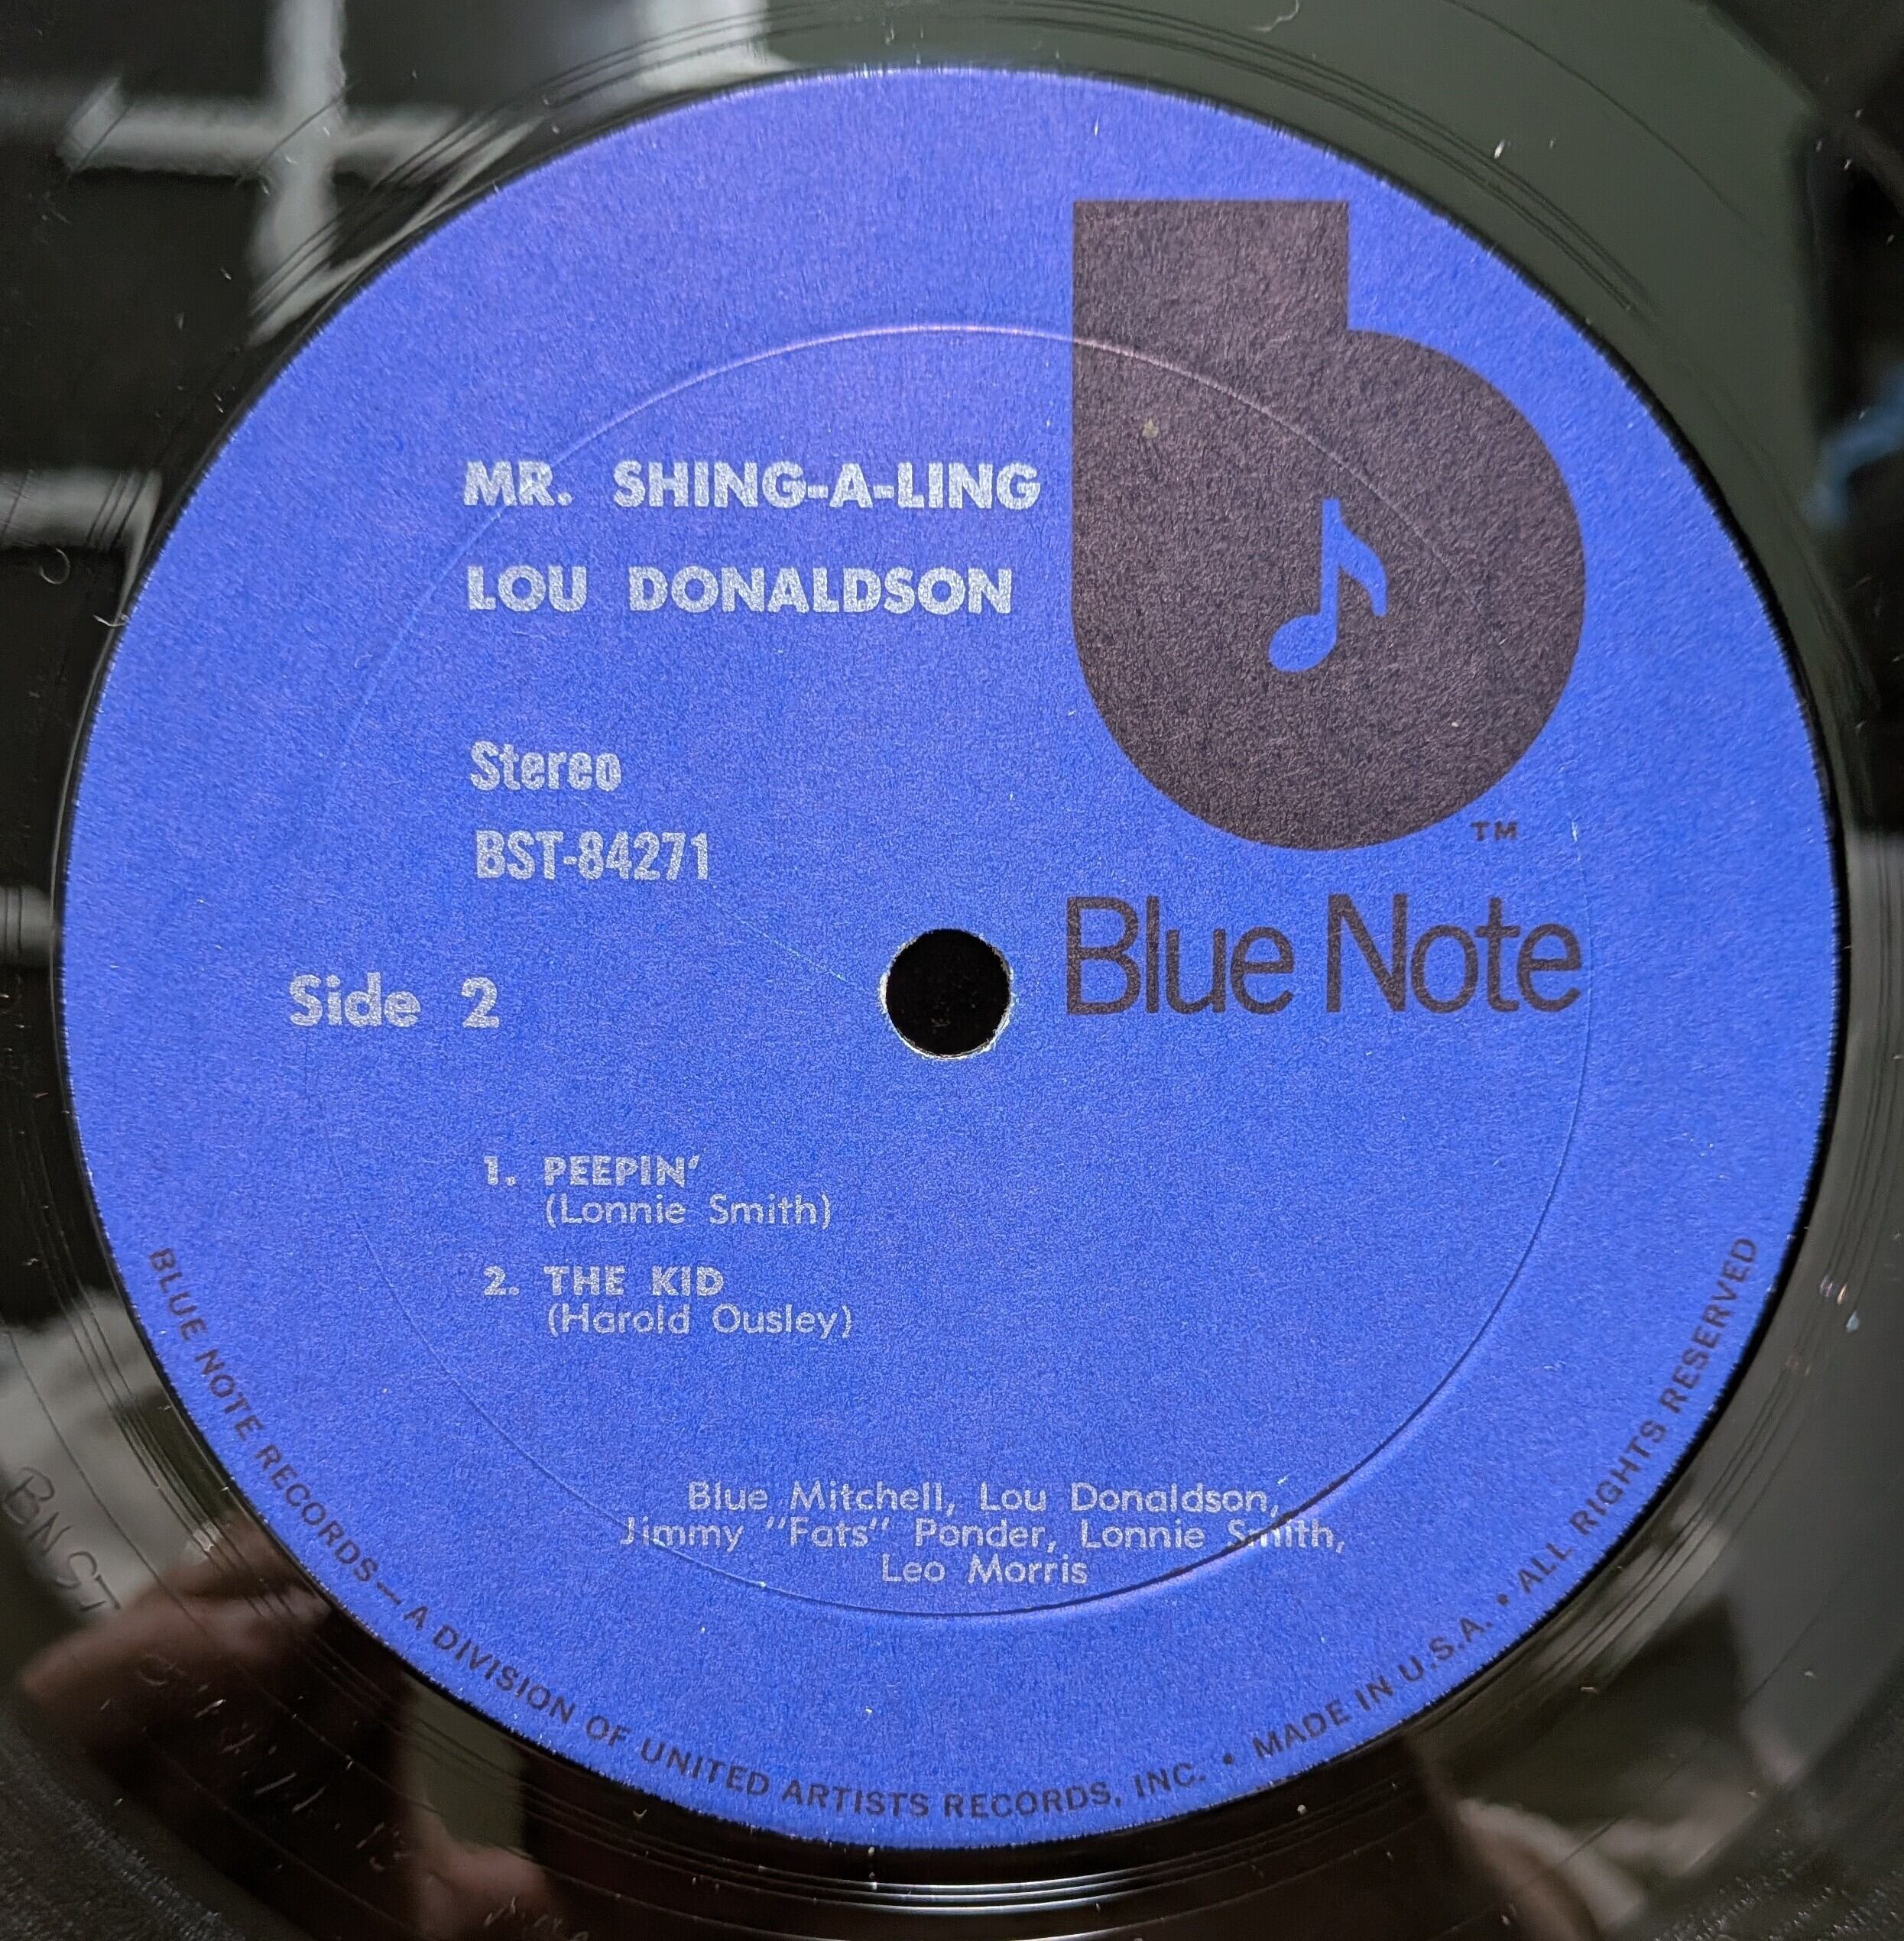 MR. SHING-A-LING
LOU DONALDSON
Stereo
BST-84271
TM
Blue Note
Side 2
1. PEEPIN'
(Lonnie Smith)
2. THE KID
(Harold Ousley)
Blue Mitchell, Lou Donaldson,
Jimmy "Fats" Ponder, Lonnie Smith,
Leo Morris
BLUE NOTE RECORDS—A DIVISION OF UNITED ARTISTS RECORDS, INC. • MADE IN U.S.A. • ALL RIGHTS RESERVED
BNST